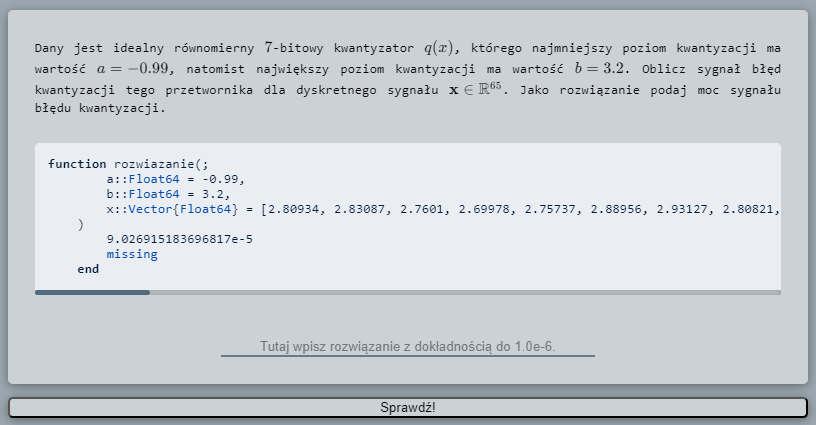 Dany jest idealny równomierny 7-bitowy kwantyzator q(x), którego najmniejszy poziom kwantyzacji ma
wartość a = −0.99, natomist największy poziom kwantyzacji ma wartość b = 3.2. Oblicz sygnał błęd
kwantyzacji tego przetwornika dla dyskretnego sygnału x ∈ ℝ⁶⁵. Jako rozwiązanie podaj moc sygnału
błędu kwantyzacji.
function rozwiazanie(;
a::Float64 = -0.99,
b::Float64 = 3.2,
x::Vector{Float64} = [2.80934, 2.83087, 2.7601, 2.69978, 2.75737, 2.88956, 2.93127, 2.80821,
)
9.026915183696817e-5
missing
end
Tutaj wpisz rozwiązanie z dokładnością do 1.0e-6.
Sprawdź!